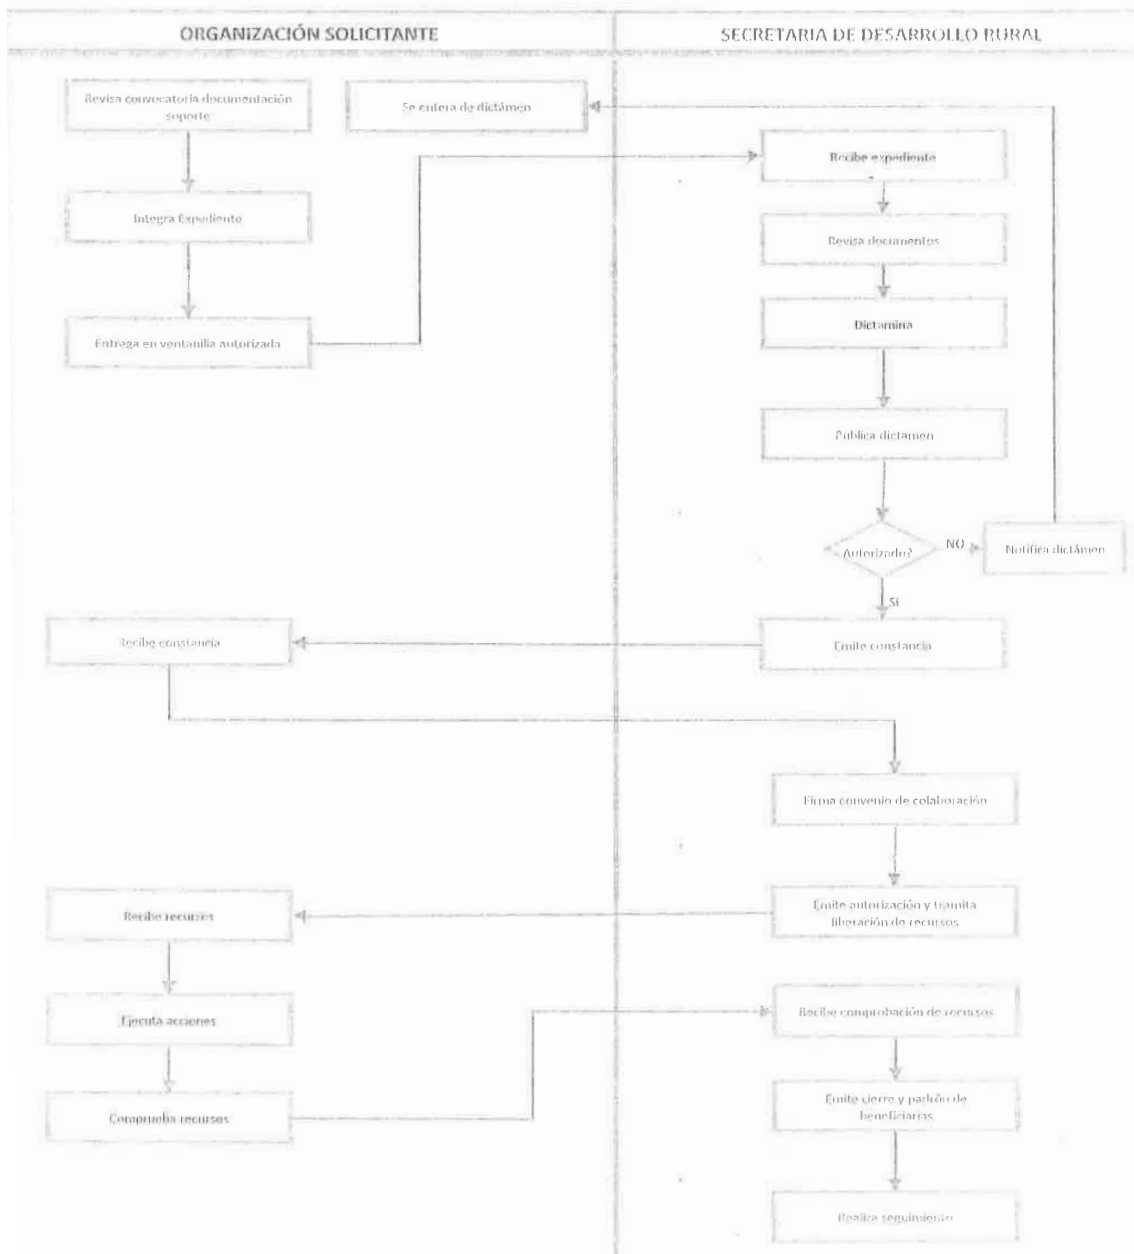 ORGANIZACIÓN SOLICITANTE
SECRETARIA DE DESARROLLO RURAL
Revisa convocatoria documentación
soporte
Se entera de dictámen
Recibe expediente
Integra Expediente
Revisa documentos
Entrega en ventanilla autorizada
Dictamina
Publica dictamen
Autorizado?
NO
Notifica dictámen
Si
Recibe constancia
Emite constancia
Firma convenio de colaboración
Recibe recursos
Emite autorización y tramita
liberación de recursos
Ejecuta acciones
Recibe comprobación de recursos
Comprueba recursos
Emite cierre y padrón de
beneficiarias
Realiza seguimiento